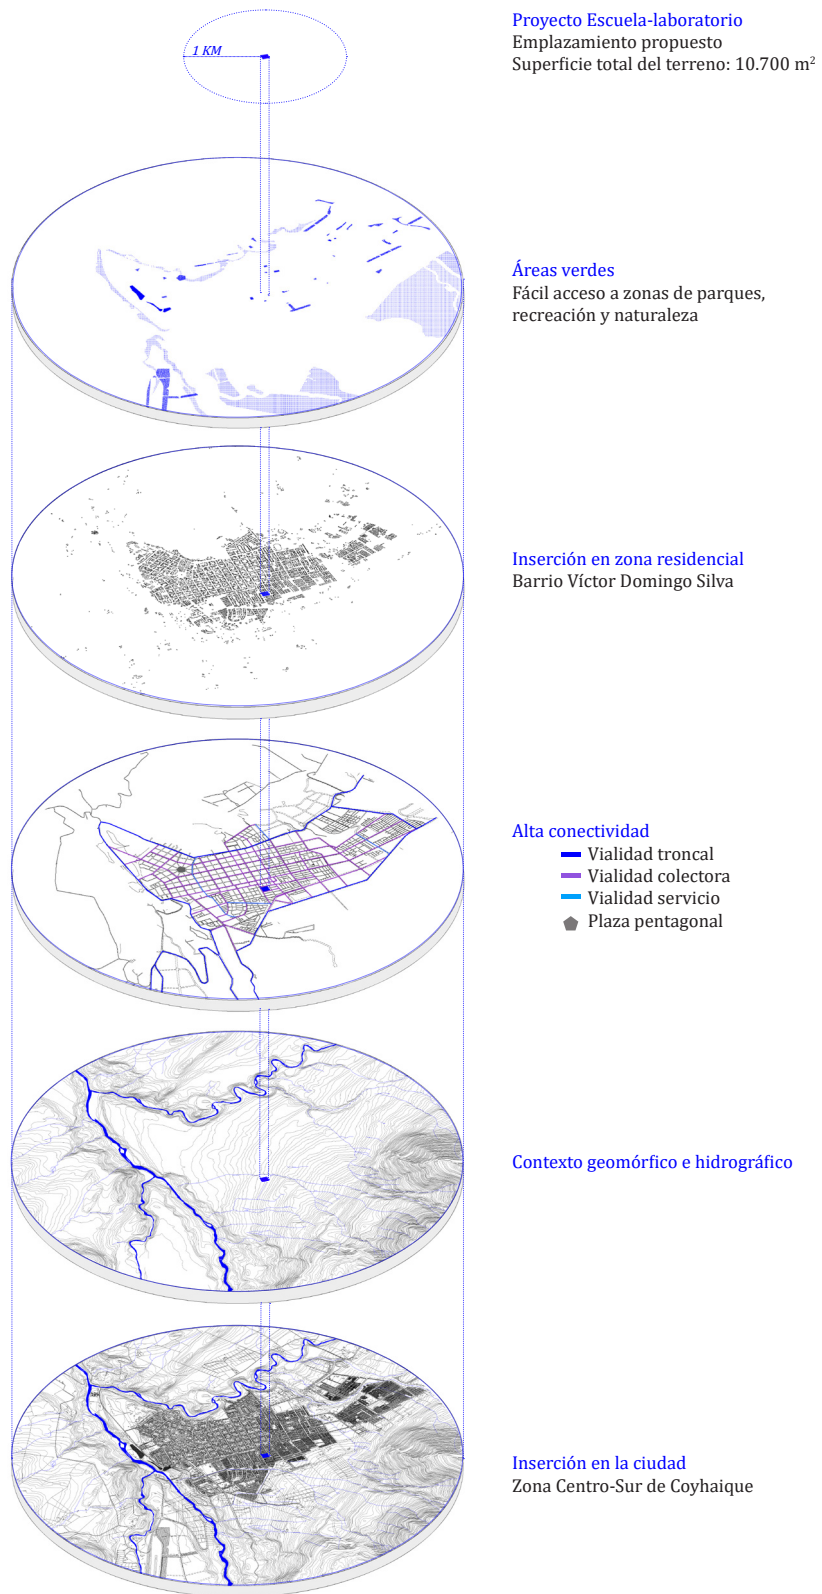 1 KM
Proyecto Escuela-laboratorio
Emplazamiento propuesto
Superficie total del terreno: 10.700 m²
Áreas verdes
Fácil acceso a zonas de parques,
recreación y naturaleza
Inserción en zona residencial
Barrio Víctor Domingo Silva
Alta conectividad
Vialidad troncal
Vialidad colectora
Vialidad servicio
Plaza pentagonal
Contexto geomórfico e hidrográfico
Inserción en la ciudad
Zona Centro-Sur de Coyhaique